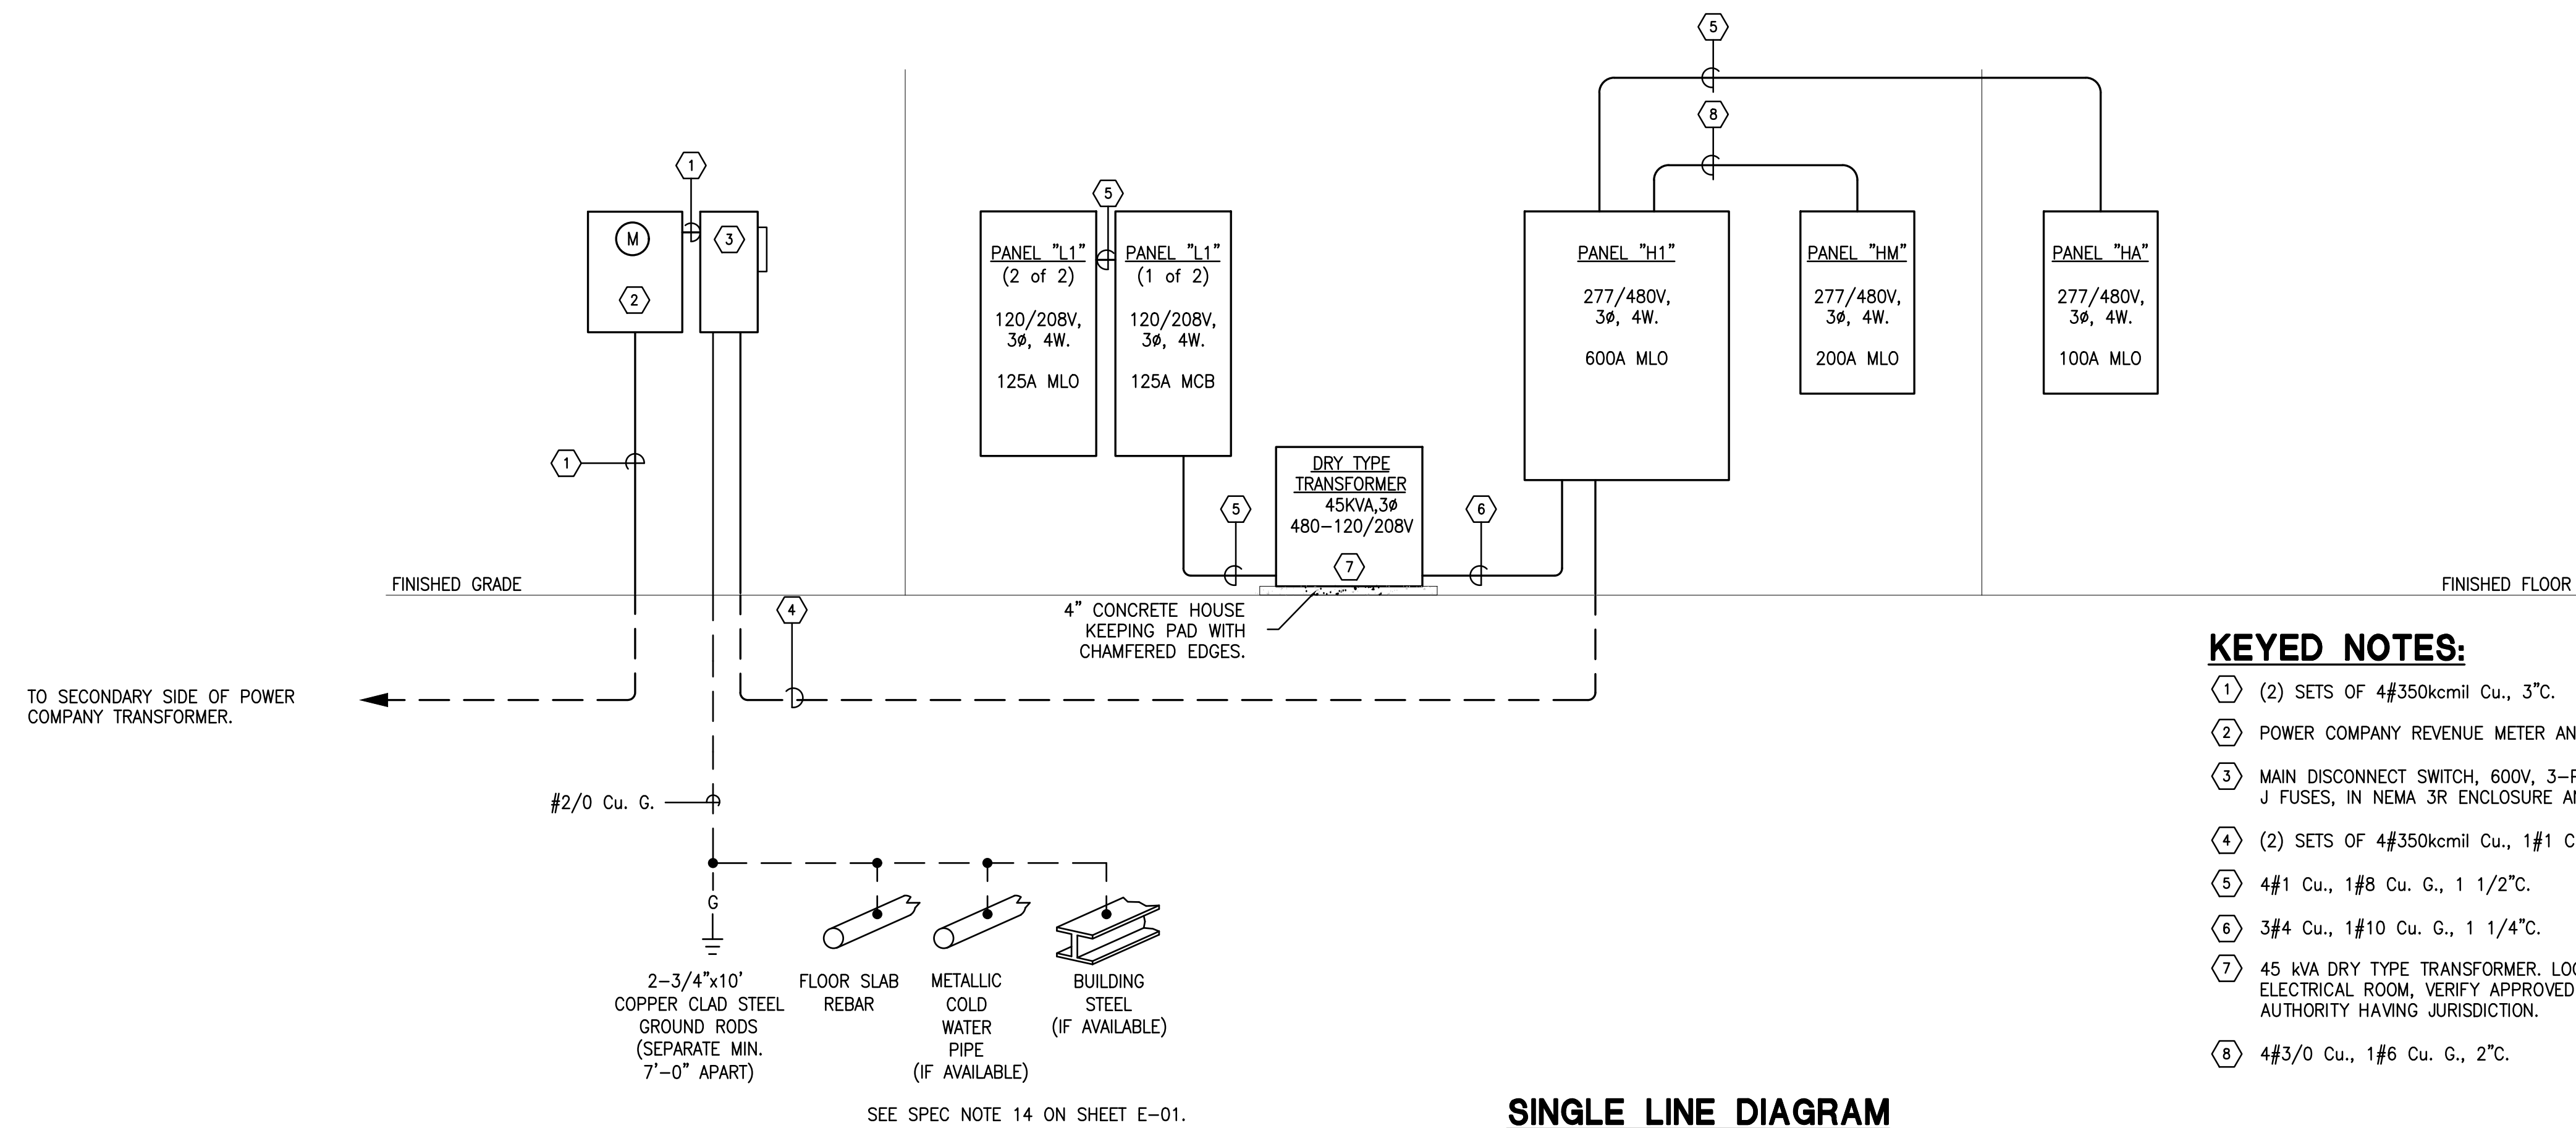 5
8
1
5
M
3
2
PANEL "L1"
(2 of 2)
120/208V,
3ø, 4W.
125A MLO
PANEL "L1"
(1 of 2)
120/208V,
3ø, 4W.
125A MCB
PANEL "H1"
277/480V,
3ø, 4W.
600A MLO
PANEL "HM"
277/480V,
3ø, 4W.
200A MLO
PANEL "HA"
277/480V,
3ø, 4W.
100A MLO
1
5
DRY TYPE
TRANSFORMER
45KVA,3ø
480-120/208V
7
6
FINISHED GRADE
FINISHED FLOOR
4
4" CONCRETE HOUSE
KEEPING PAD WITH
CHAMFERED EDGES.
TO SECONDARY SIDE OF POWER
COMPANY TRANSFORMER.
#2/0 Cu. G.
G
2-3/4"x10'
COPPER CLAD STEEL
GROUND RODS
(SEPARATE MIN.
7'-0" APART)
FLOOR SLAB
REBAR
METALLIC
COLD
WATER
PIPE
(IF AVAILABLE)
BUILDING
STEEL
(IF AVAILABLE)
SEE SPEC NOTE 14 ON SHEET E-01.
SINGLE LINE DIAGRAM
KEYED NOTES:
1 (2) SETS OF 4#350kcmil Cu., 3"C.
2 POWER COMPANY REVENUE METER
3 MAIN DISCONNECT SWITCH, 600V,
J FUSES, IN NEMA 3R ENCLOSURE
4 (2) SETS OF 4#350kcmil Cu., 1#1
5 4#1 Cu., 1#8 Cu. G., 1 1/2"C.
6 3#4 Cu., 1#10 Cu. G., 1 1/4"C.
7 45 kVA DRY TYPE TRANSFORMER.
ELECTRICAL ROOM, VERIFY APPROVED
AUTHORITY HAVING JURISDICTION.
8 4#3/0 Cu., 1#6 Cu. G., 2"C.